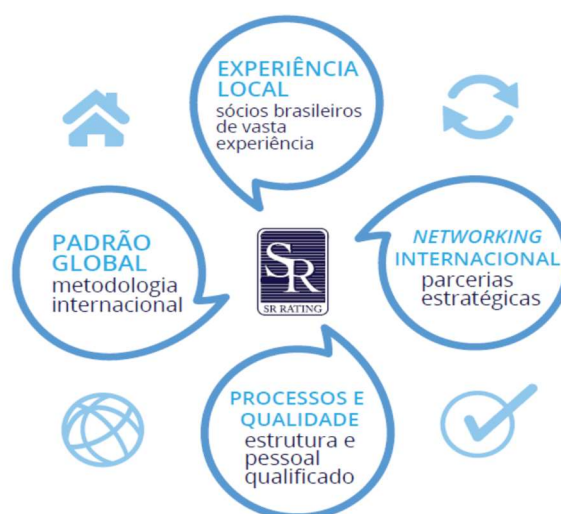 EXPERIÊNCIA
LOCAL
sócios brasileiros
de vasta
experiência
PADRÃO
GLOBAL
metodologia
internacional
SR
SR RATING
NETWORKING
INTERNACIONAL
parcerias
estratégicas
PROCESSOS E
QUALIDADE
estrutura e
pessoal
qualificado